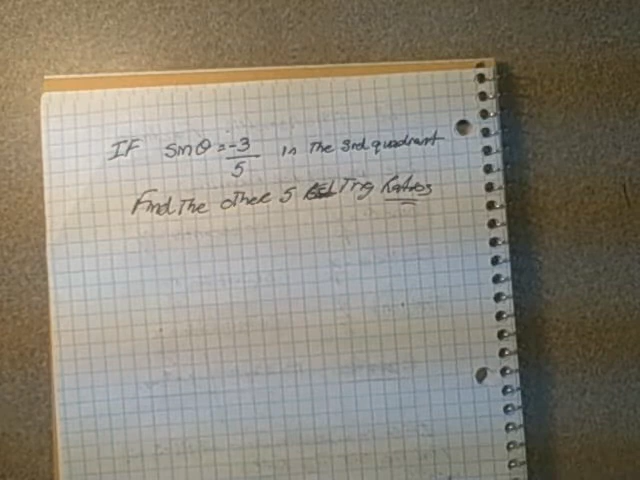 IF sinθ = -3/5 in The 3rd quadrant
Find The other 5 Trig Ratios